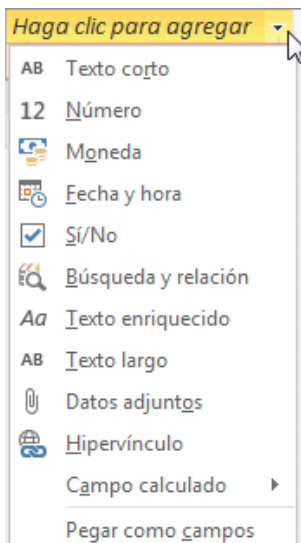 Haga clic para agregar
AB Texto corto
12 Número
Moneda
Fecha y hora
Sí/No
Búsqueda y relación
Aa Texto enriquecido
AB Texto largo
Datos adjuntos
Hipervínculo
Campo calculado
Pegar como campos